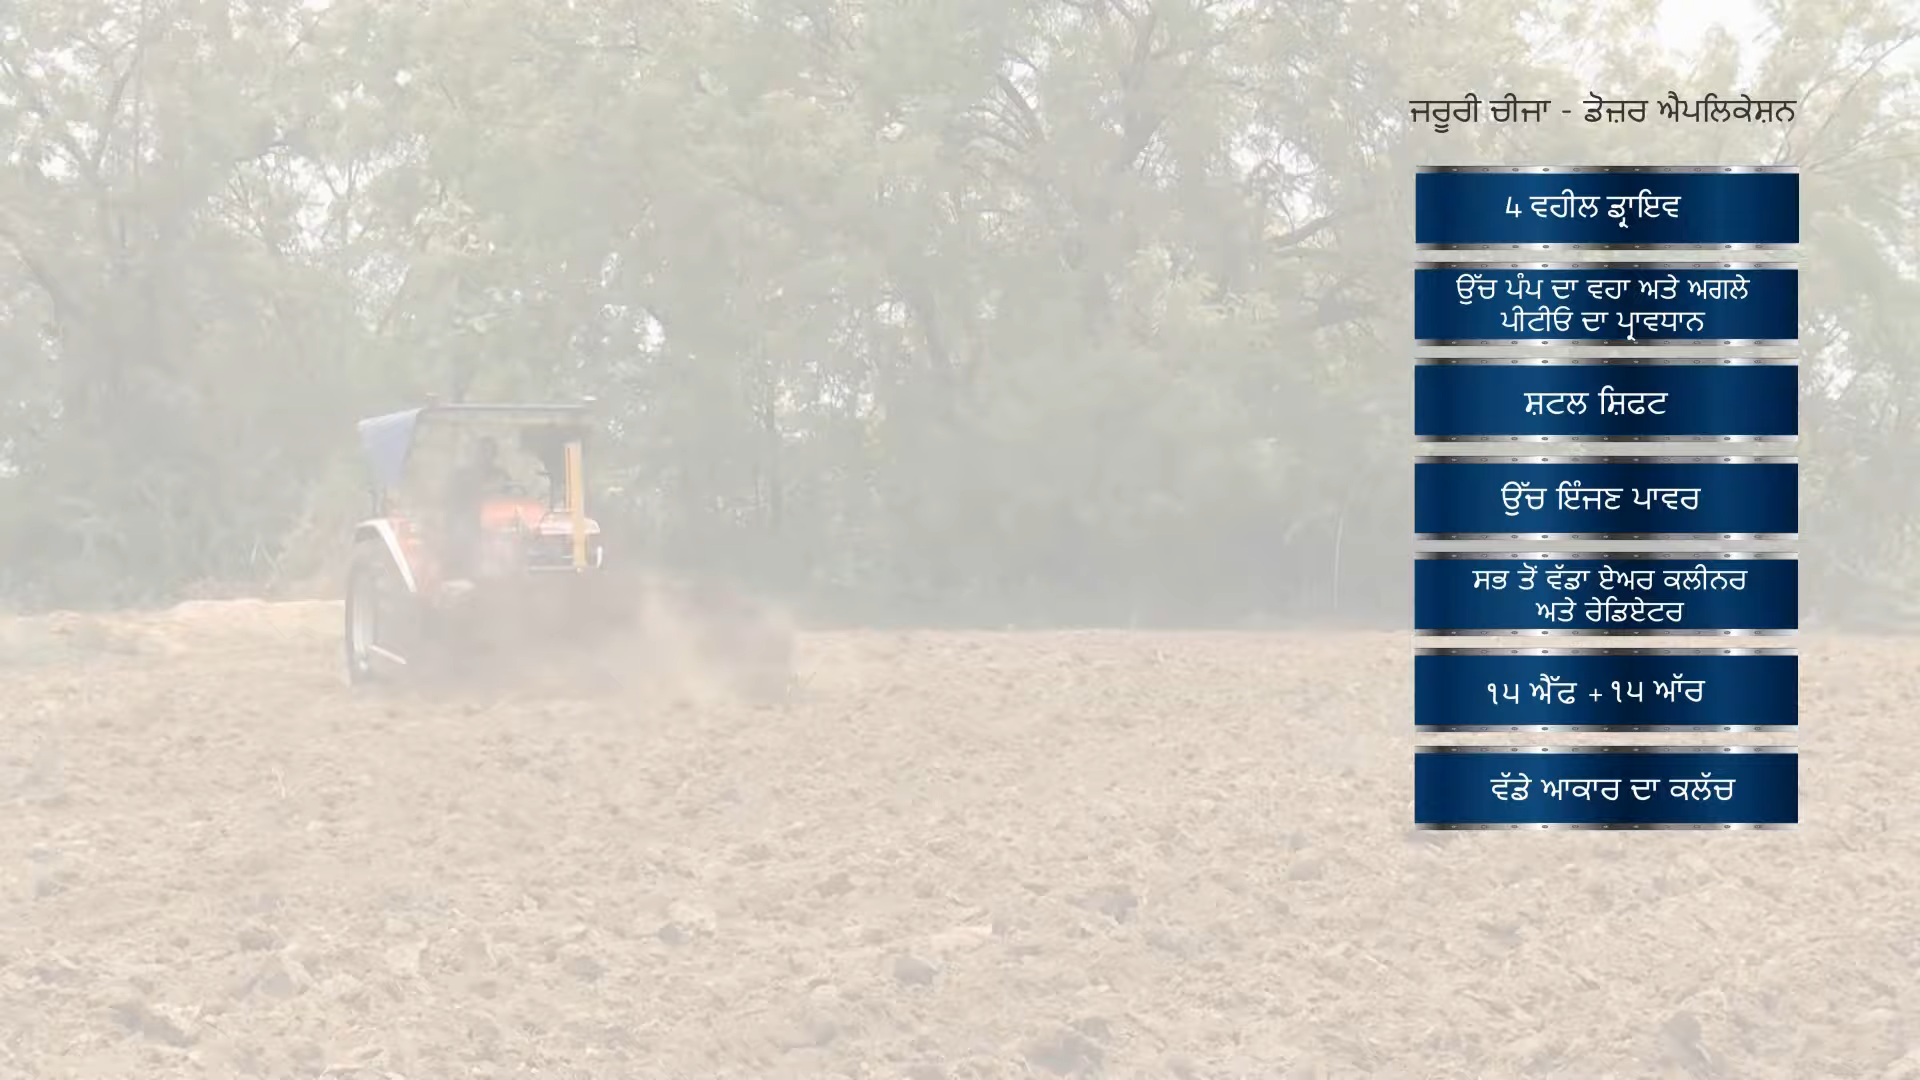 ਜਰੂਰੀ ਚੀਜਾ - ਡੋਜ਼ਰ ਐਪਲਿਕੇਸ਼ਨ
4 ਵਹੀਲ ਡ੍ਰਾਇਵ
ਉੱਚ ਪੰਪ ਦਾ ਵਹਾ ਅਤੇ ਅਗਲੇ
ਪੀਟੀਓ ਦਾ ਪ੍ਰਾਵਧਾਨ
ਸ਼ਟਲ ਸ਼ਿਫਟ
ਉੱਚ ਇੰਜਣ ਪਾਵਰ
ਸਭ ਤੋਂ ਵੱਡਾ ਏਅਰ ਕਲੀਨਰ
ਅਤੇ ਰੇਡਿਏਟਰ
੧੫ ਐੱਫ + ੧੫ ਆੱਰ
ਵੱਡੇ ਆਕਾਰ ਦਾ ਕਲੱਚ